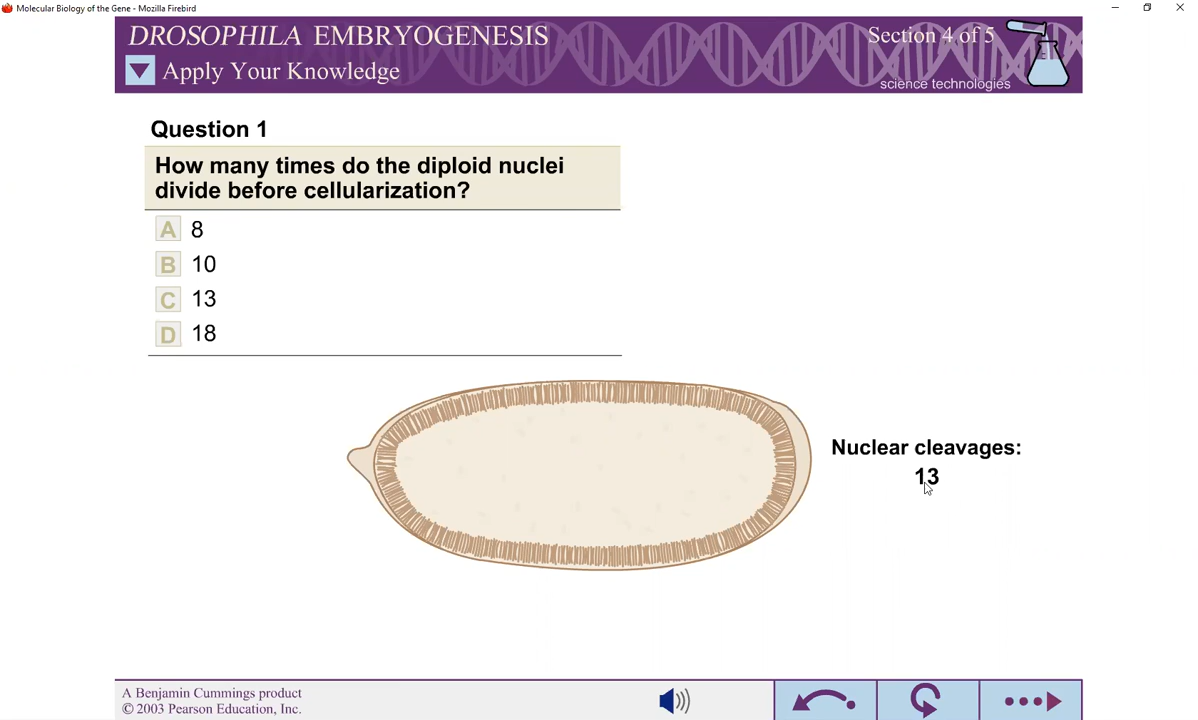 Molecular Biology of the Gene - Mozilla Firebird
DROSOPHILA EMBRYOGENESIS
Section 4 of 5
Apply Your Knowledge
science technologies
Question 1
How many times do the diploid nuclei
divide before cellularization?
A 8
B 10
C 13
D 18
Nuclear cleavages:
13
A Benjamin Cummings product
© 2003 Pearson Education, Inc.